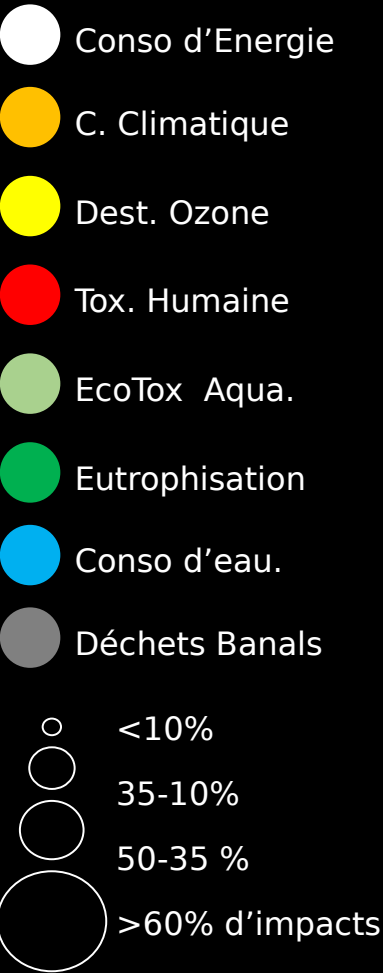 Conso d’Energie
C. Climatique
Dest. Ozone
Tox. Humaine
EcoTox  Aqua.
Eutrophisation
Conso d’eau.
Déchets Banals
<10%
35-10%
50-35 %
>60% d’impacts